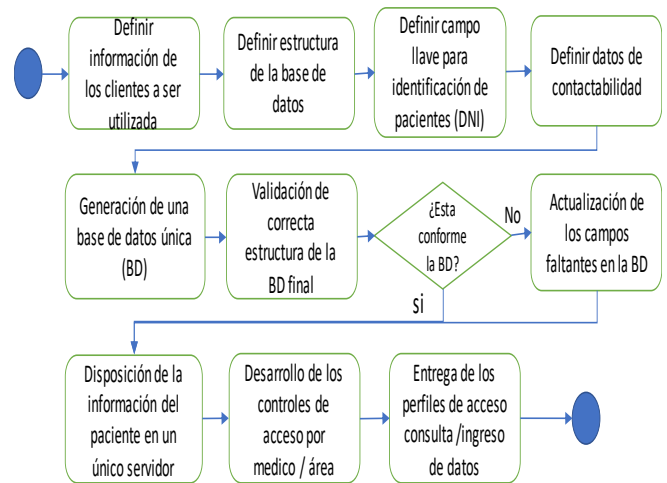 Definir
información de
los clientes a ser
utilizada
Definir estructura
de la base de
datos
Definir campo
llave para
identificación de
pacientes (DNI)
Definir datos de
contactabilidad
Generación de una
base de datos única
(BD)
Validación de
correcta
estructura de la
BD final
¿Esta
conforme
la BD?
No
si
Actualización de
los campos
faltantes en la BD
Disposición de la
información del
paciente en un
único servidor
Desarrollo de los
controles de
acceso por
medico / área
Entrega de los
perfiles de acceso
consulta /ingreso
de datos